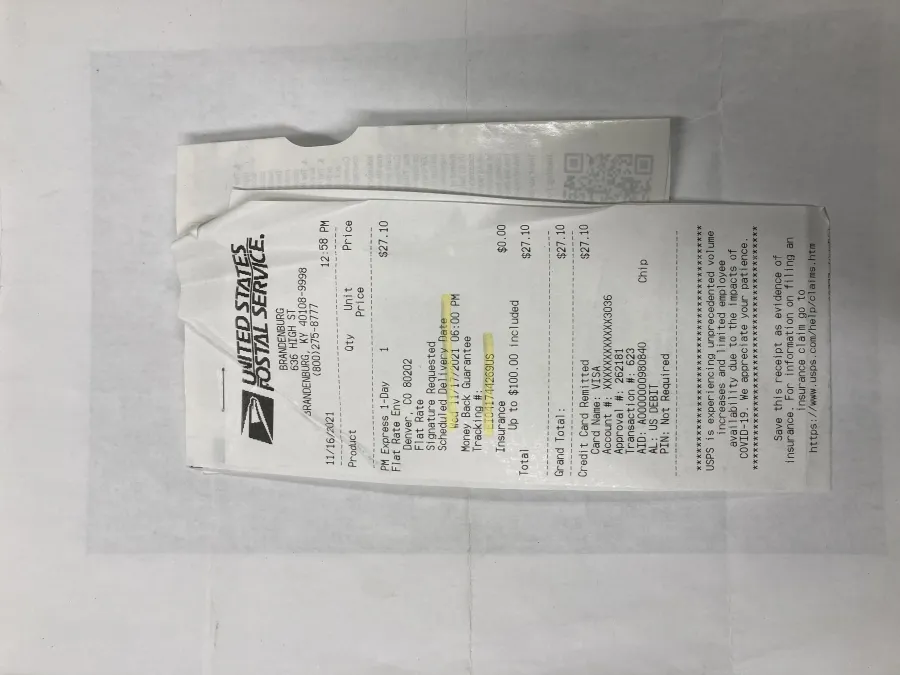 UNITED STATES
POSTAL SERVICE.
BRANDENBURG
636 HIGH ST
BRANDENBURG, KY 40108-9998
(800)275-8777
11/16/2021 12:58 PM
Product Qty Unit Price
Price
PM Express 1-Day 1 $27.10
Flat Rate Env
Denver, CO 80202
Flat Rate
Signature Requested
Scheduled Delivery Date
Wed 11/17/2021 06:00 PM
Money Back Guarantee
Tracking #:
Insurance $0.00
Up to $100.00 included
Total $27.10
Grand Total: $27.10
Credit Card Remitted $27.10
Card Name: VISA
Account #: XXXXXXXXXXXX3036
Approval #: 262181
Transaction #: 623
AID: A0000000980840 Chip
AL: US DEBIT
PIN: Not Required
USPS is experiencing unprecedented volume
increases and limited employee
availability due to the impacts of
COVID-19. We appreciate your patience.
Save this receipt as evidence of
insurance. For information on filing an
insurance claim go to
https://www.usps.com/help/claims.htm